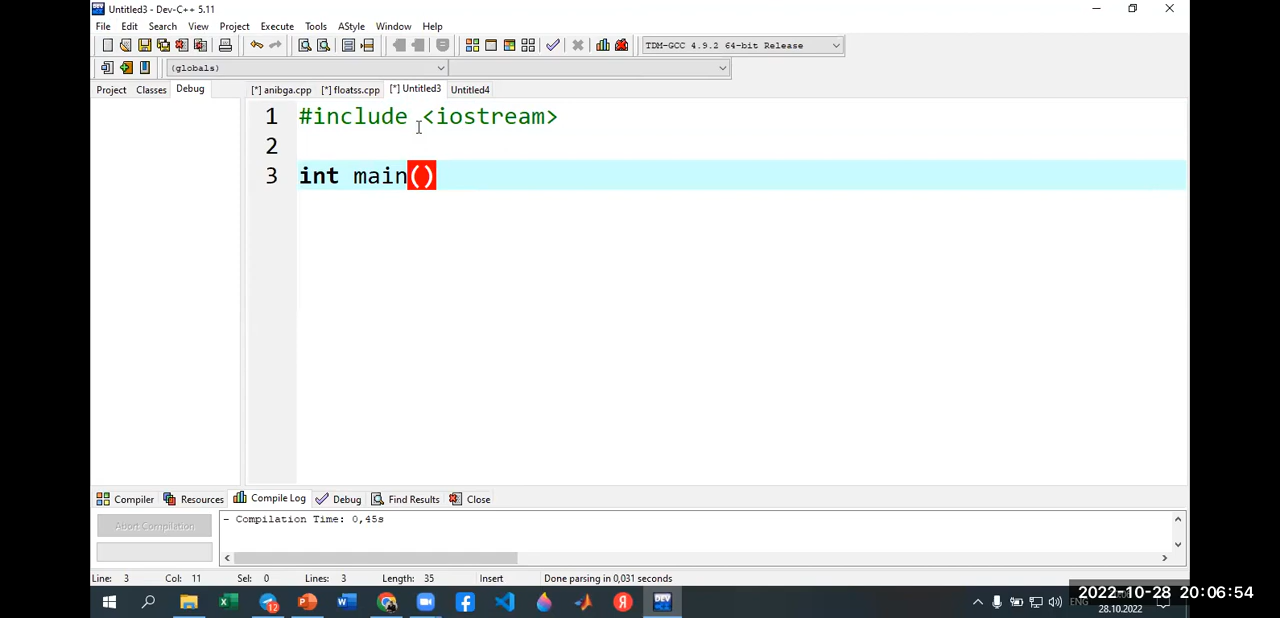 Untitled3 - Dev-C++ 5.11
File Edit Search View Project Execute Tools AStyle Window Help
TDM-GCC 4.9.2 64-bit Release
(globals)
Project Classes Debug
[*] anibga.cpp [*] floatss.cpp [*] Untitled3 Untitled4
1 #include <iostream>
2
3 int main()
Compiler Resources Compile Log Debug Find Results Close
Abort Compilation
- Compilation Time: 0,45s
Line: 3 Col: 11 Sel: 0 Lines: 3 Length: 35 Insert Done parsing in 0,031 seconds
12
ENG
2022-10-28 20:06:54
28.10.2022